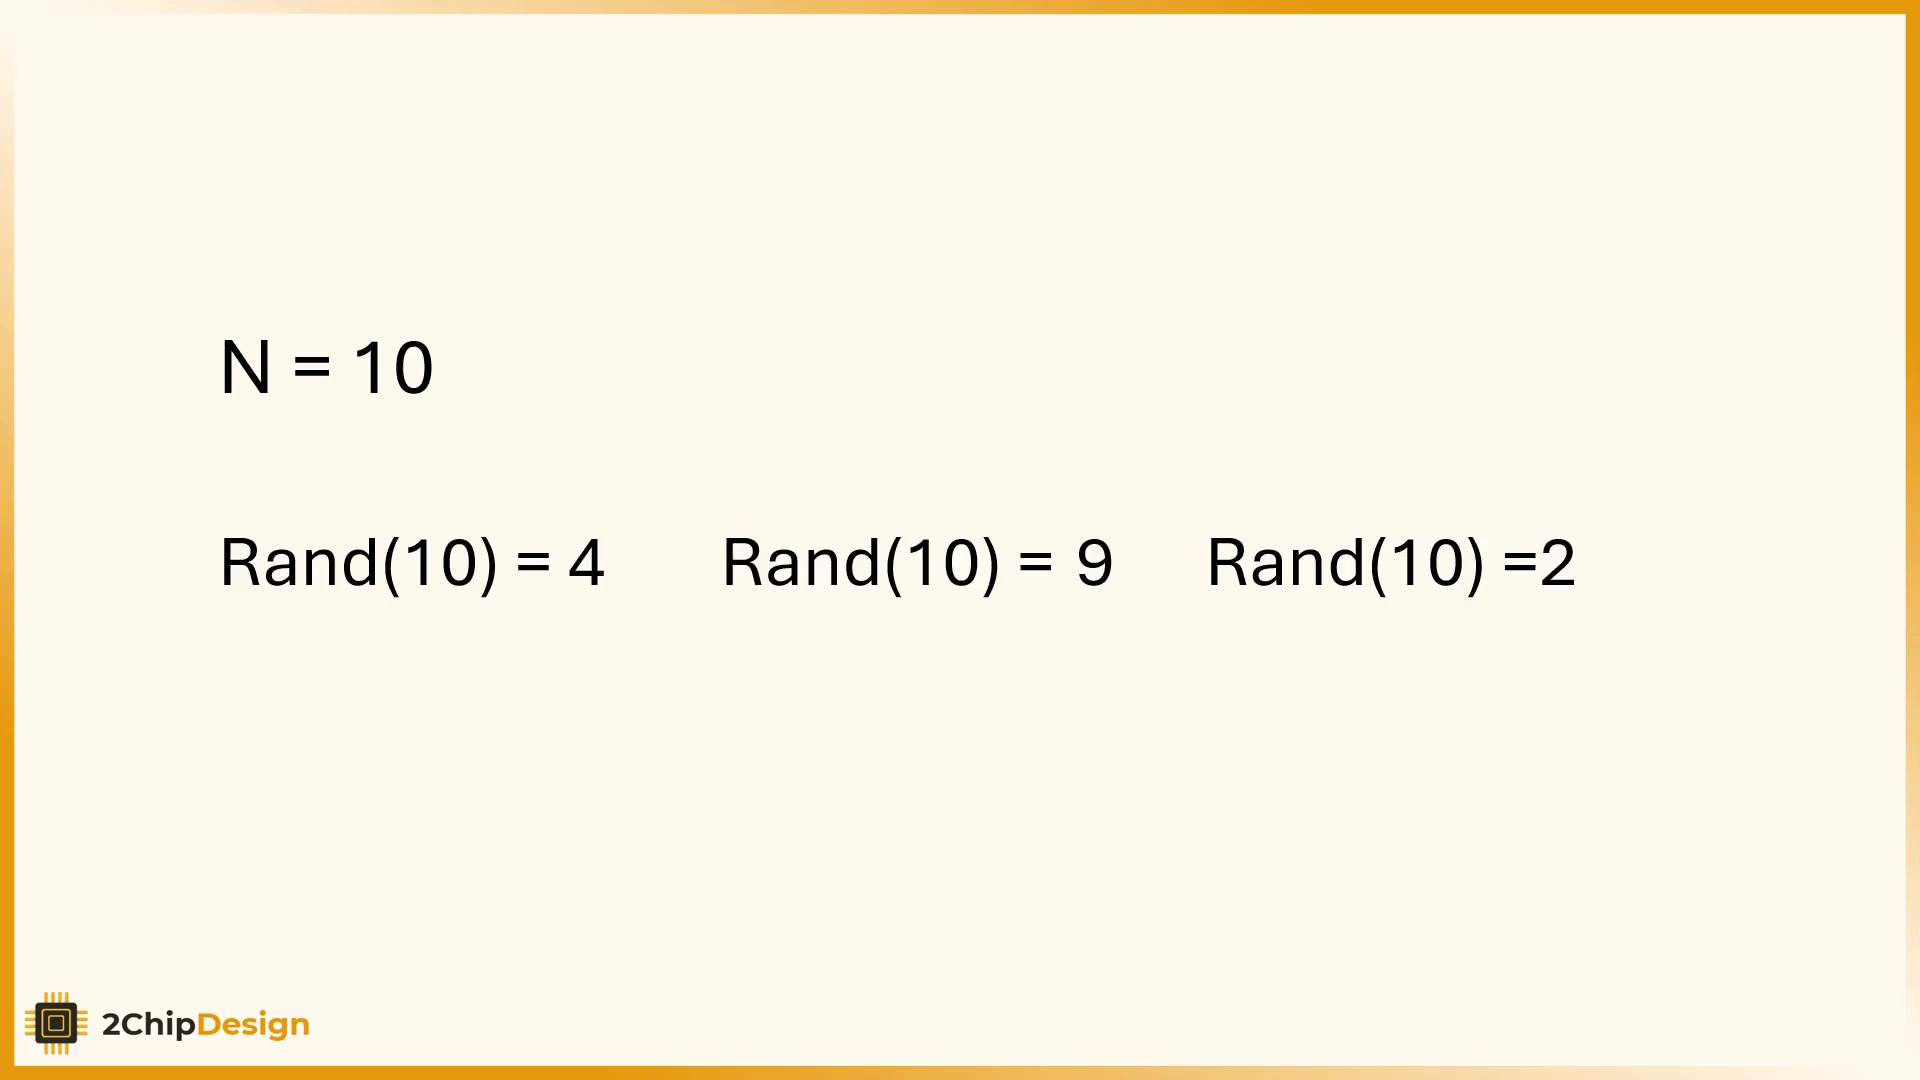 N = 10
Rand(10) = 4 Rand(10) = 9 Rand(10) =2
2ChipDesign